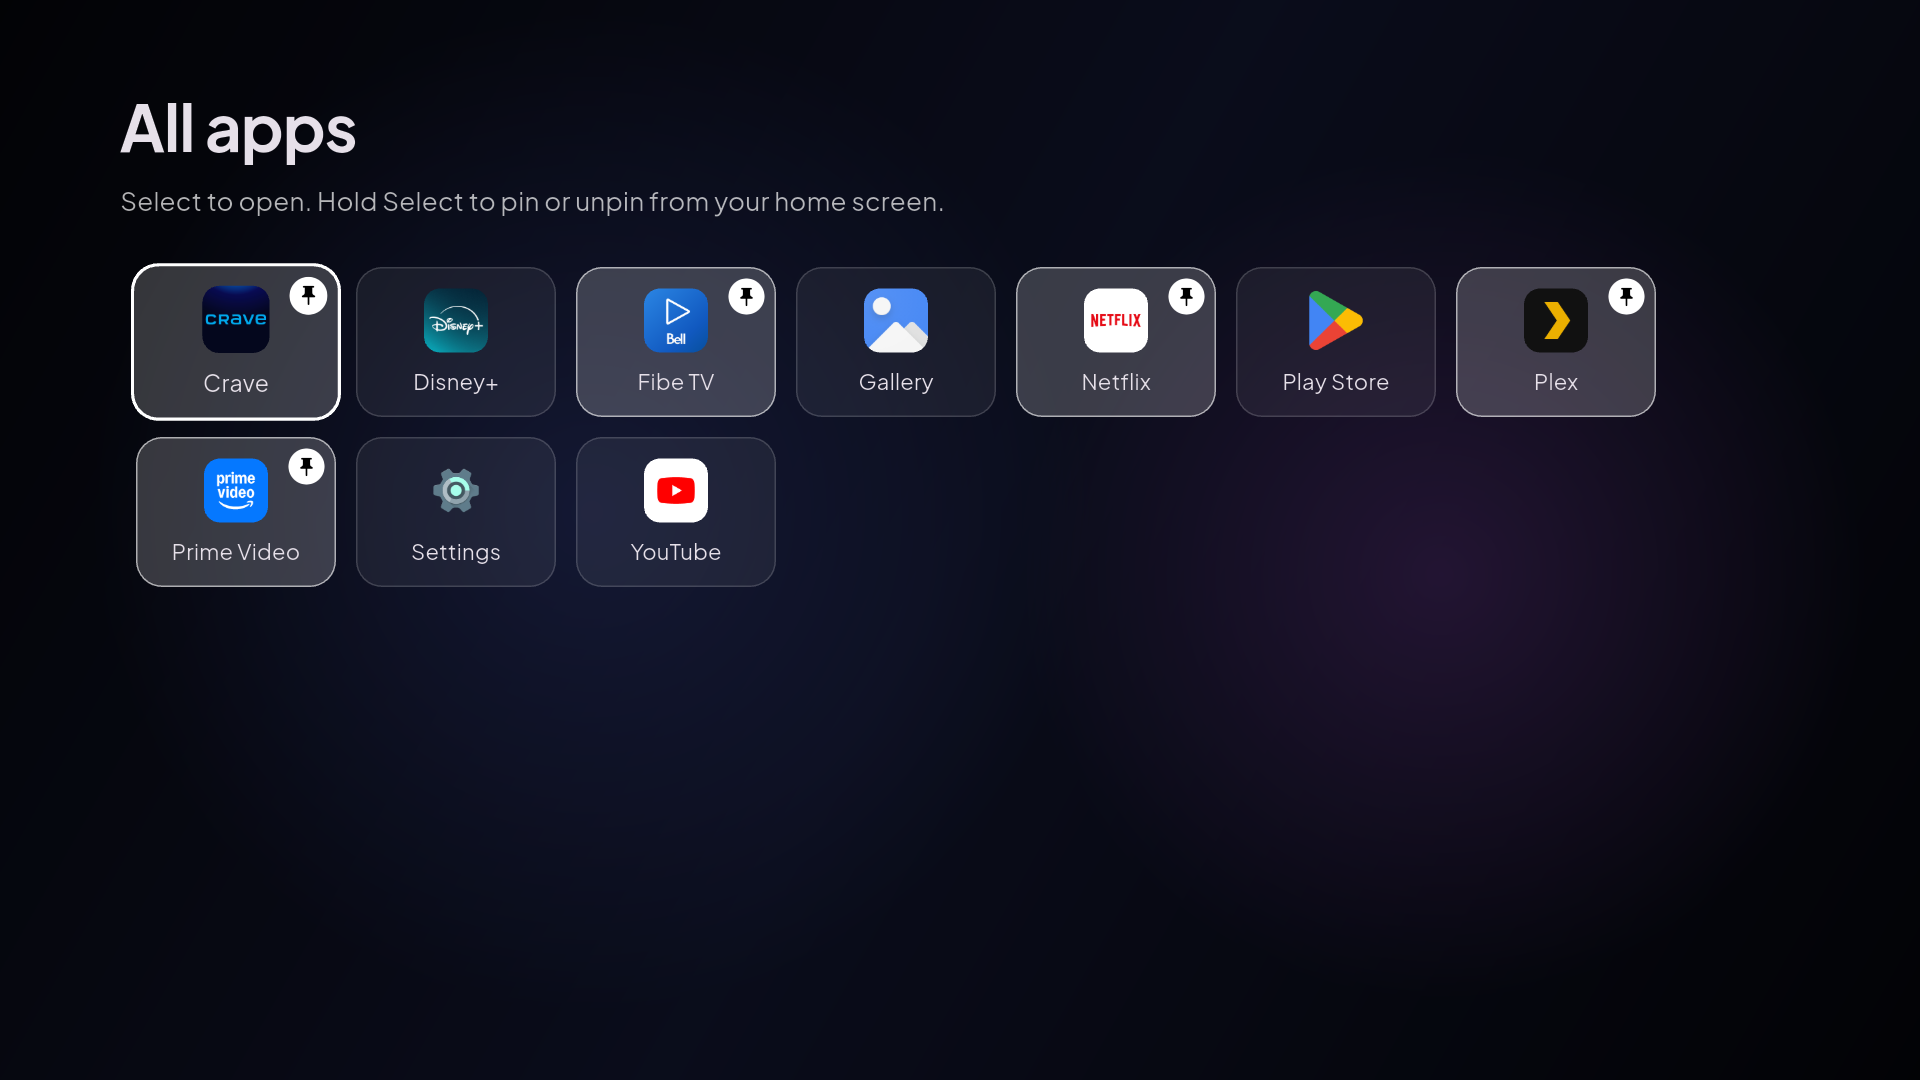 All apps
Select to open. Hold Select to pin or unpin from your home screen.
CRAVE
Crave
Disney+
Disney+
Bell
Fibe TV
Gallery
NETFLIX
Netflix
Play Store
Plex
prime
video
Prime Video
Settings
YouTube